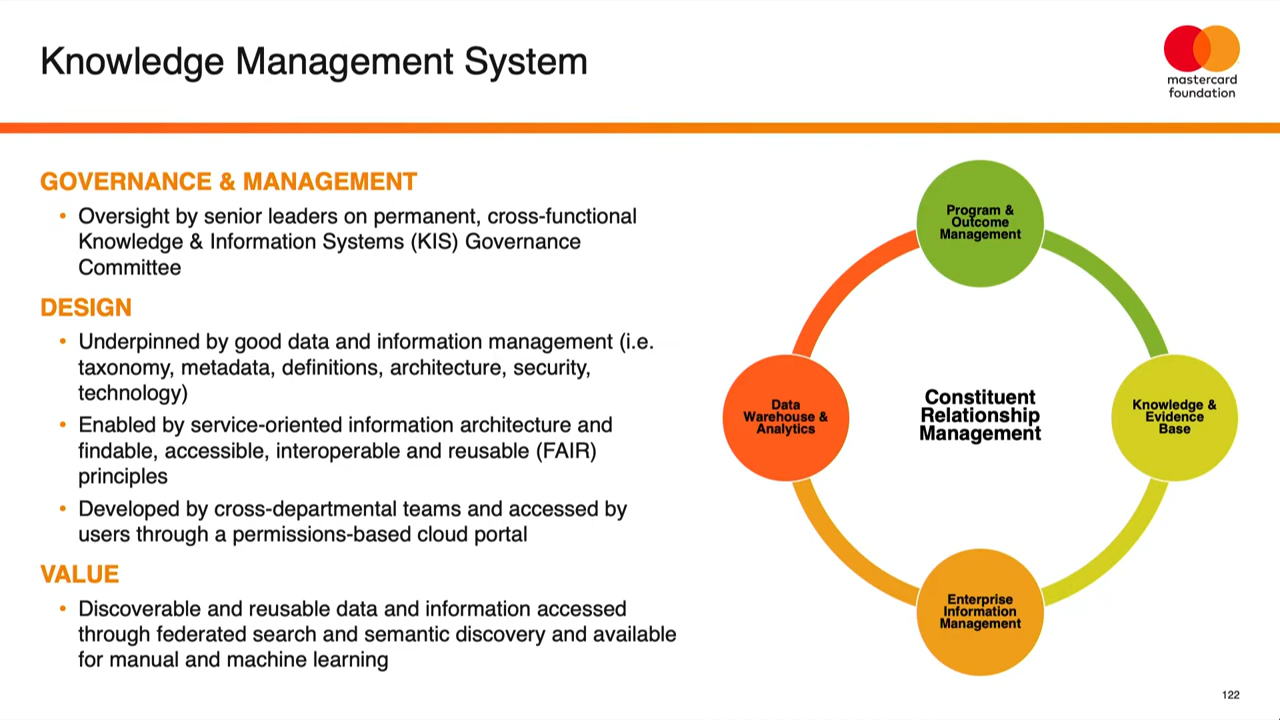 Knowledge Management System
mastercard
foundation
GOVERNANCE & MANAGEMENT
• Oversight by senior leaders on permanent, cross-functional
Knowledge & Information Systems (KIS) Governance
Committee
DESIGN
• Underpinned by good data and information management (i.e.
taxonomy, metadata, definitions, architecture, security,
technology)
• Enabled by service-oriented information architecture and
findable, accessible, interoperable and reusable (FAIR)
principles
• Developed by cross-departmental teams and accessed by
users through a permissions-based cloud portal
VALUE
• Discoverable and reusable data and information accessed
through federated search and semantic discovery and available
for manual and machine learning
Program &
Outcome
Management
Data
Warehouse &
Analytics
Constituent
Relationship
Management
Knowledge &
Evidence
Base
Enterprise
Information
Management
122